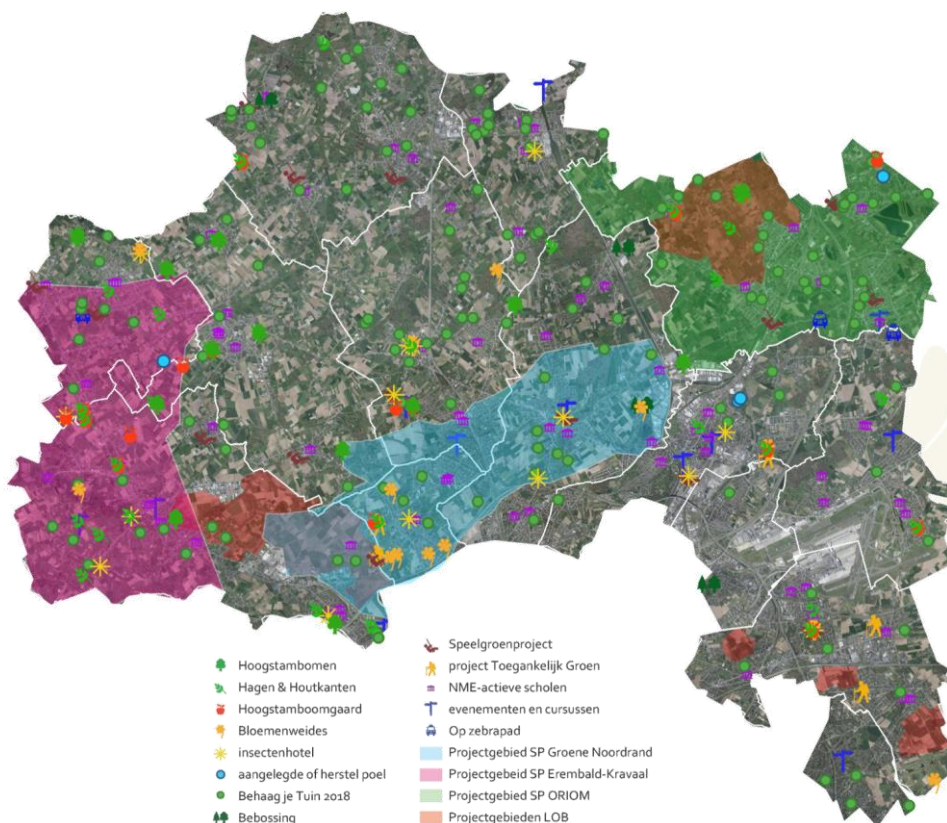 Hoogstambomen
Hagen & Houtkanten
Hoogstamboomgaard
Bloemenweides
insectenhotel
aangelegde of herstel poel
Behaag je Tuin 2018
Bebossing
Speelgroenproject
project Toegankelijk Groen
NME-actieve scholen
evenementen en cursussen
Op zebrapad
Projectgebied SP Groene Noordrand
Projectgebeid SP Erembald-Kravaal
Projectgebied SP ORIOM
Projectgebieden LOB